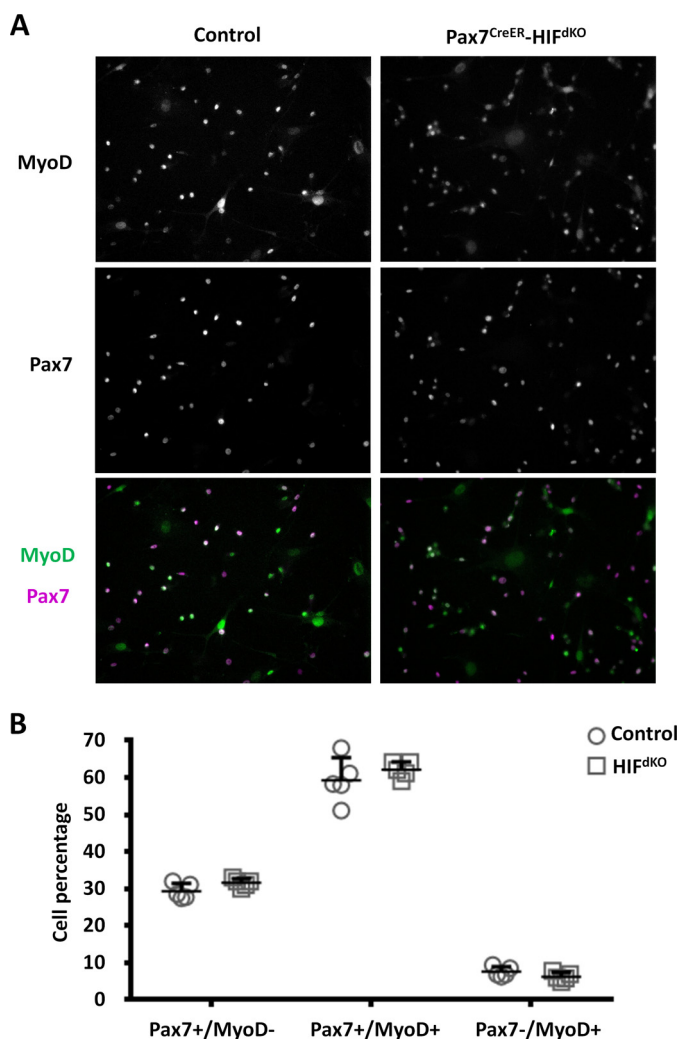 A
Control
Pax7CreER-HIFdKO
MyoD
Pax7
MyoD
Pax7
B
Cell percentage
70
60
50
40
30
20
10
0
Pax7+/MyoD-
Pax7+/MyoD+
Pax7-/MyoD+
Control
HIFdKO